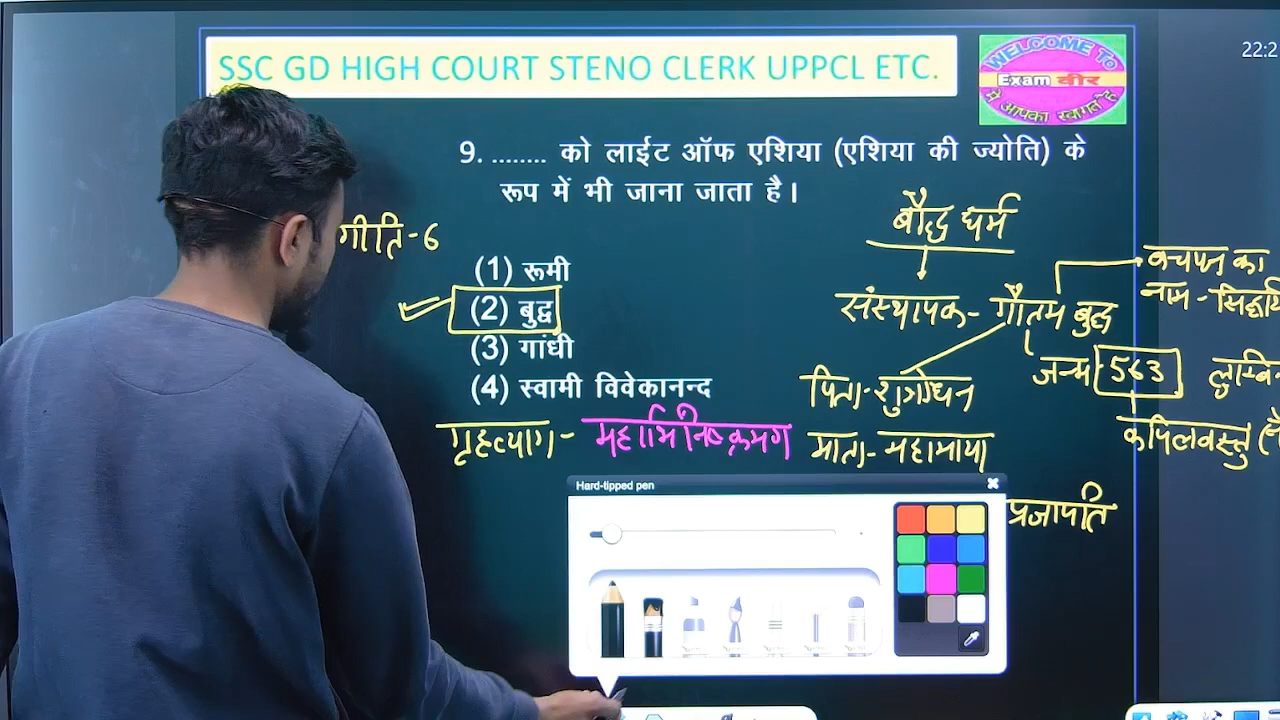 SSC GD HIGH COURT STENO CLERK UPPCL ETC.
WELCOME TO
Exam वीर
में आपका स्वागत है
22:2
9. ........ को लाईट ऑफ एशिया (एशिया की ज्योति) के
रूप में भी जाना जाता है।
बौद्ध धर्म
गीति-6
(1) रूमी
(2) बुद्ध
(3) गांधी
(4) स्वामी विवेकानन्द
बचपन का
नाम-सिद्धार्थ
संस्थापक- गौतम बुद्ध
जन्म-563
पिता-शुद्धोधन
कपिलवस्तु
गृहत्याग- महाभिनिष्क्रमण
माता-महामाया
प्रजापति
Hard-tipped pen